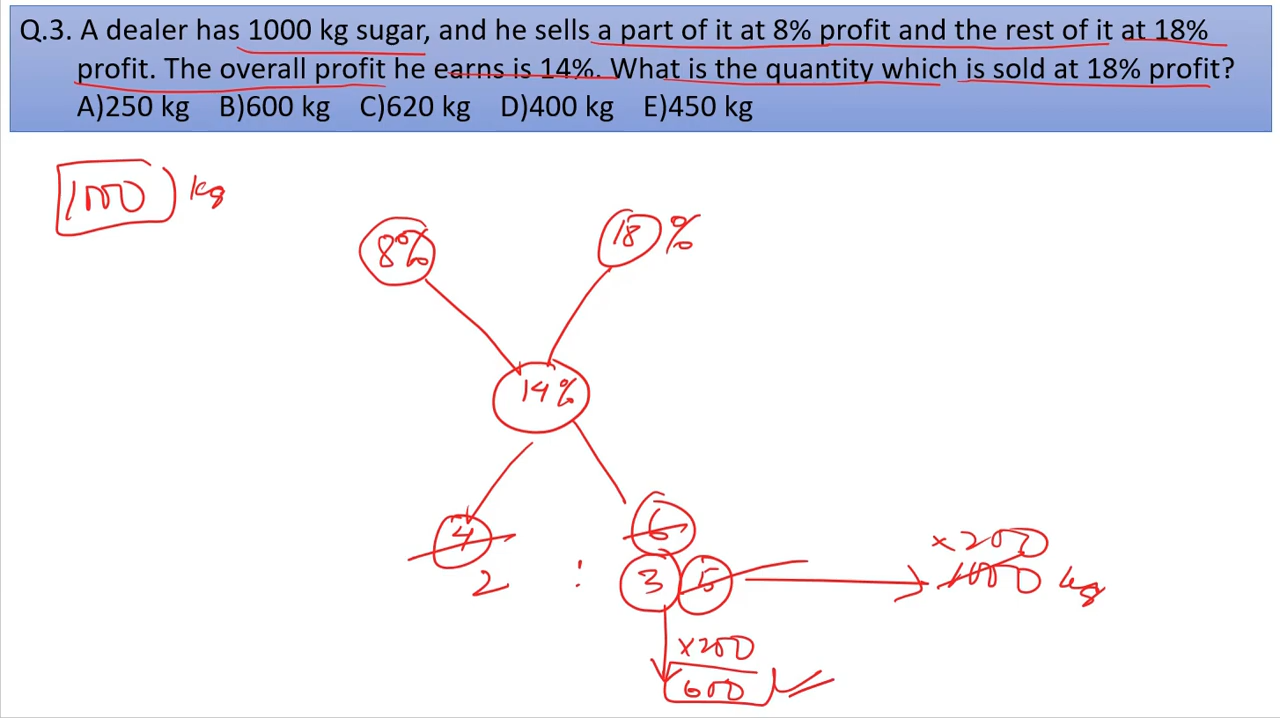 Q.3. A dealer has 1000 kg sugar, and he sells a part of it at 8% profit and the rest of it at 18%
profit. The overall profit he earns is 14%. What is the quantity which is sold at 18% profit?
A)250 kg B)600 kg C)620 kg D)400 kg E)450 kg
1000 kg
8% 18%
14%
4 6
2 : 3 5
x200
1000 kg
x200
600